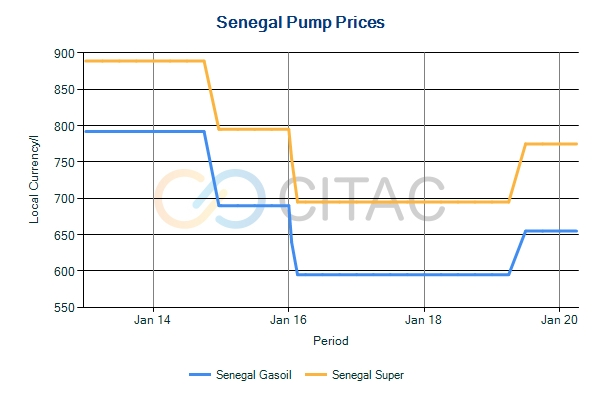 Senegal Pump Prices
900
850
800
750
700
650
600
550
Local Currency/l
CITAC
Jan 14
Jan 16
Jan 18
Jan 20
Period
Senegal Gasoil
Senegal Super